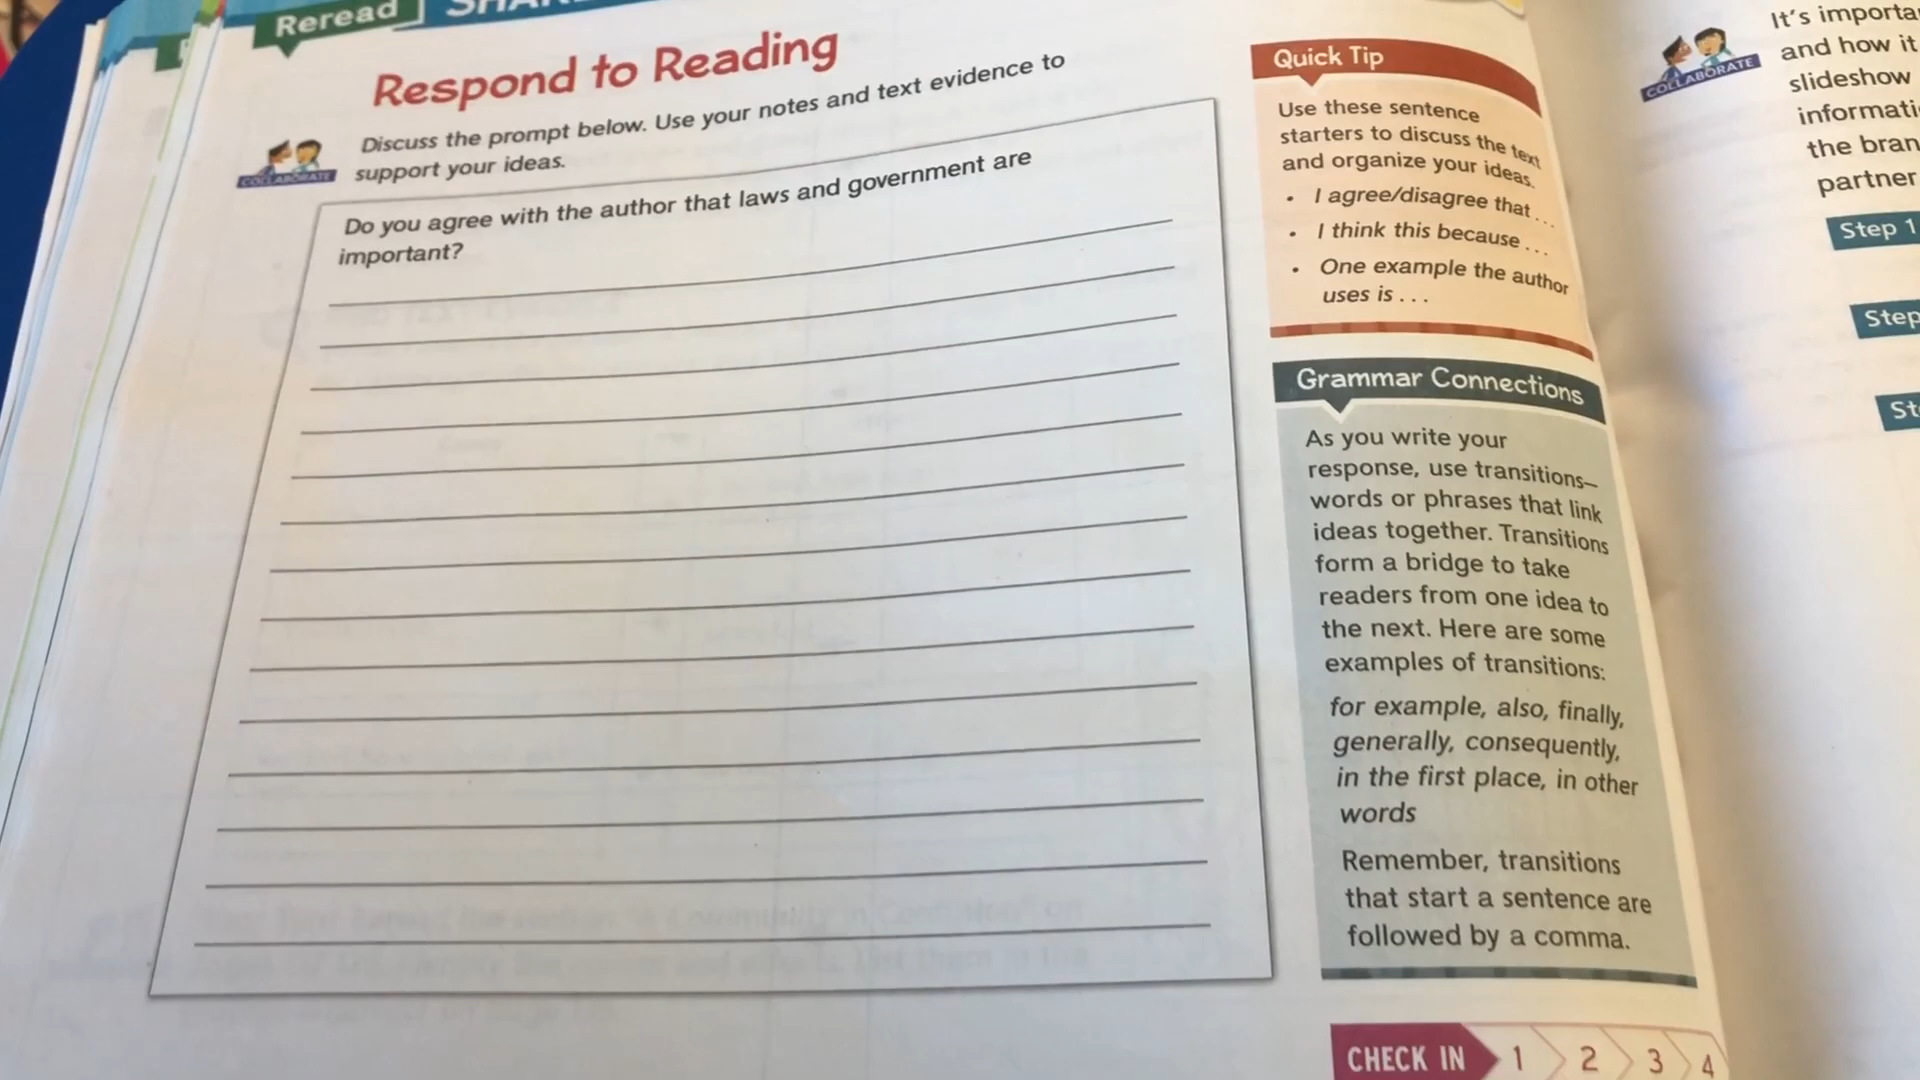 Reread
Respond to Reading
COLLABORATE
Discuss the prompt below. Use your notes and text evidence to
support your ideas.
Do you agree with the author that laws and government are
important?
Quick Tip
Use these sentence
starters to discuss the text
and organize your ideas.
• I agree/disagree that . . .
• I think this because . . .
• One example the author
uses is . . .
Grammar Connections
As you write your
response, use transitions—
words or phrases that link
ideas together. Transitions
form a bridge to take
readers from one idea to
the next. Here are some
examples of transitions:
for example, also, finally,
generally, consequently,
in the first place, in other
words
Remember, transitions
that start a sentence are
followed by a comma.
CHECK IN 1 2 3 4
COLLABORATE
It's importa
and how it
slideshow
informati
the bran
partner
Step 1
Step
St